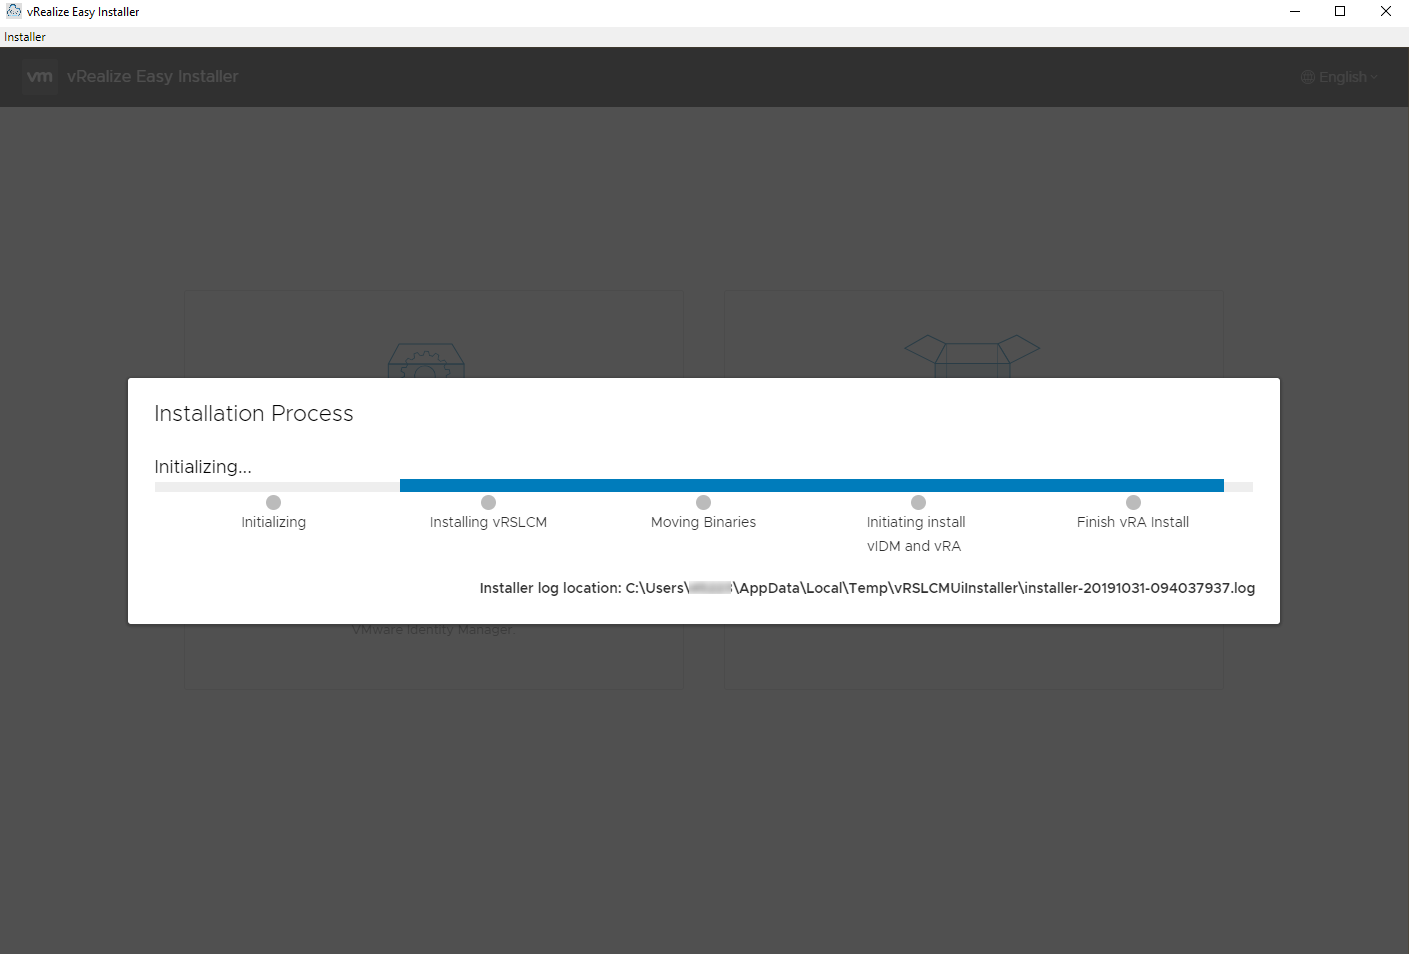 vRealize Easy Installer
Installer
vm vRealize Easy Installer English
Installation Process
Initializing...
Initializing
Installing vRSLCM
Moving Binaries
Initiating install
vIDM and vRA
Finish vRA Install
Installer log location: C:\Users\ \AppData\Local\Temp\vRSLCMUiInstaller\installer-20191031-094037937.log
VMware Identity Manager